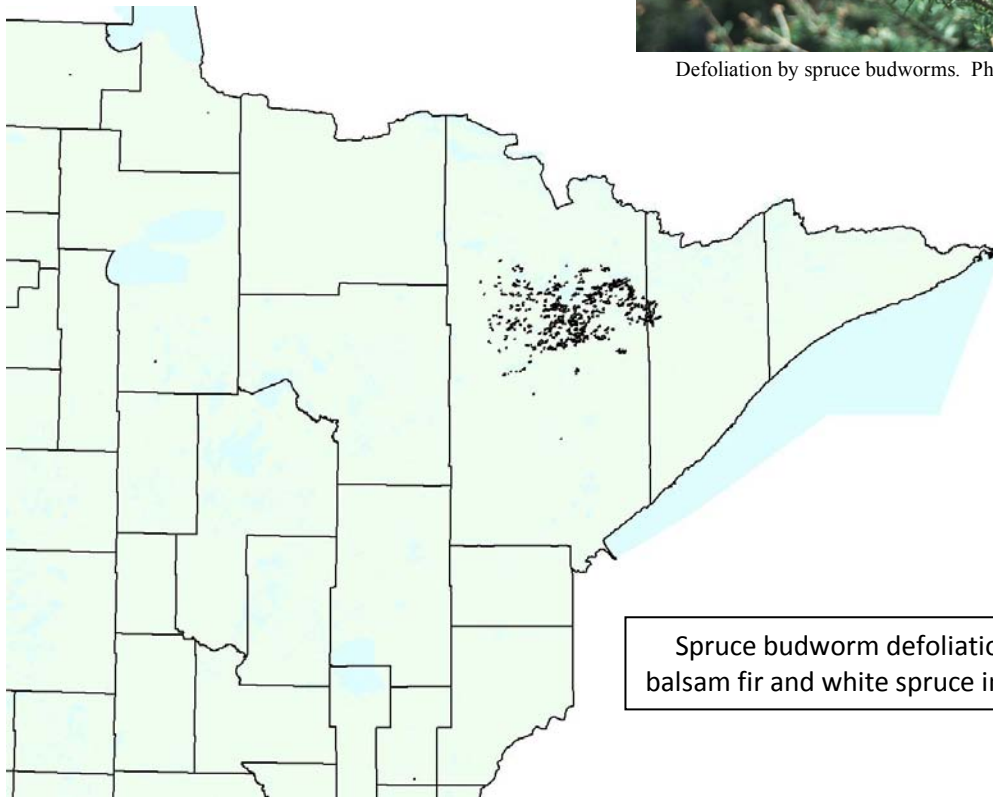 Defoliation by spruce budworms. Ph
Spruce budworm defoliatio
balsam fir and white spruce i